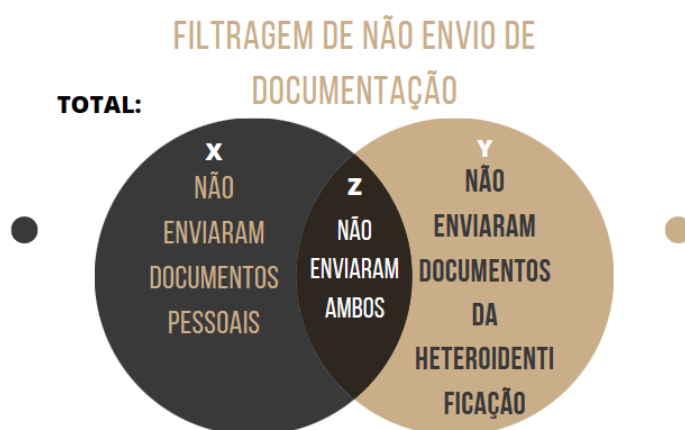 FILTRAGEM DE NÃO ENVIO DE
DOCUMENTAÇÃO
TOTAL:
X
NÃO
ENVIARAM
DOCUMENTOS
PESSOAIS
Z
NÃO
ENVIARAM
AMBOS
Y
NÃO
ENVIARAM
DOCUMENTOS
DA
HETEROIDENTI
FICAÇÃO